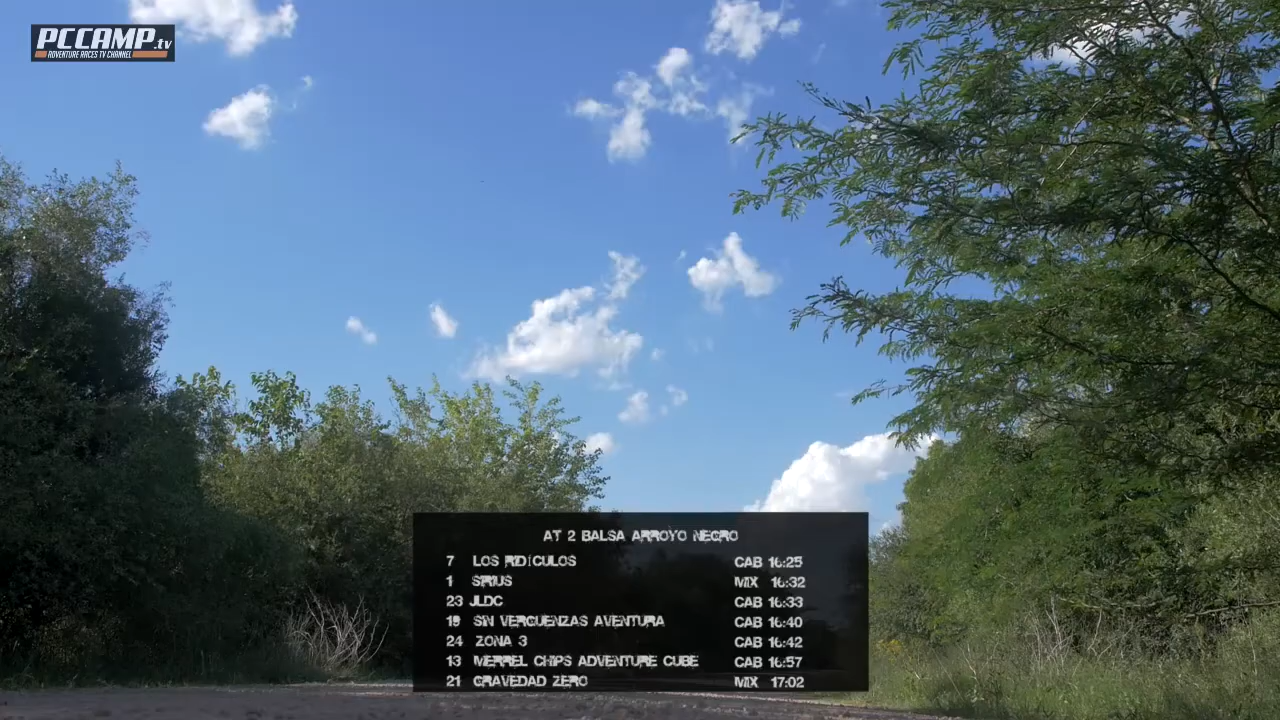 PCCAMP.tv
ADVENTURE RACES TV CHANNEL
AT 2 BALSA ARROYO NEGRO
7 LOS RIDÍCULOS CAB 16:25
1 SIRIUS MIX 16:32
23 JLDC CAB 16:33
19 SIN VERGUENZAS AVENTURA CAB 16:40
24 ZONA 3 CAB 16:42
13 MERREL CHIPS ADVENTURE CUBE CAB 16:57
21 GRAVEDAD ZERO MIX 17:02